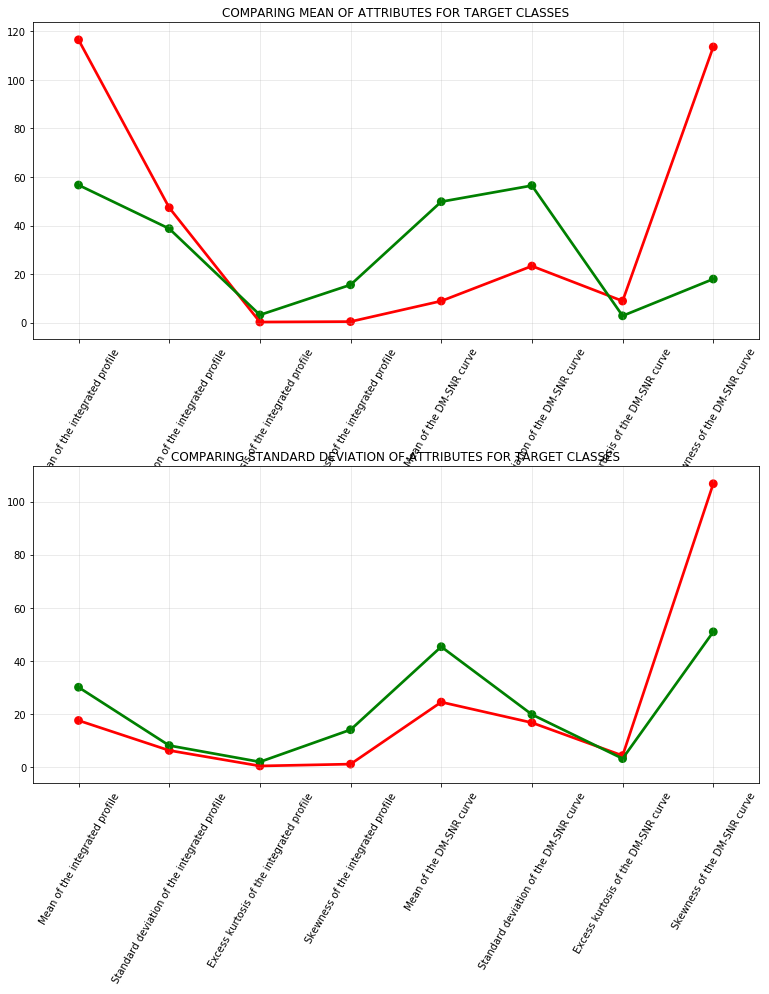 COMPARING MEAN OF ATTRIBUTES FOR TARGET CLASSES
120
100
80
60
40
20
0
of the integrated profile
of the integrated profile
of the integrated profile
of the integrated profile
Mean of the DM-SNR curve
of the DM-SNR curve
of the DM-SNR curve
of the DM-SNR curve
COMPARING STANDARD DEVIATION OF ATTRIBUTES FOR TARGET CLASSES
100
80
60
40
20
0
Mean of the integrated profile
Standard deviation of the integrated profile
Excess kurtosis of the integrated profile
Skewness of the integrated profile
Mean of the DM-SNR curve
Standard deviation of the DM-SNR curve
Excess kurtosis of the DM-SNR curve
Skewness of the DM-SNR curve